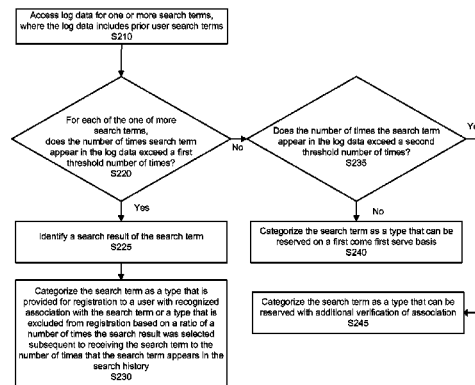 Access log data for one or more search terms,
where the log data includes prior user search terms
S210
For each of the one of more
search terms,
does the number of times search term
appear in the log data exceed a first
threshold number of times?
S220
No
Does the number of times the search term
appear in the log data exceed a second
threshold number of times?
S235
Yes
No
Identify a search result of the search term
S225
Categorize the search term as a type that can be
reserved on a first come first serve basis
S240
Categorize the search term as a type that is
provided for registration to a user with recognized
association with the search term or a type that is
excluded from registration based on a ratio of a
number of times the search result was selected
subsequent to receiving the search term to the
number of times that the search term appears in the
search history
S230
Categorize the search term as a type that can be
reserved with additional verification of association
S245